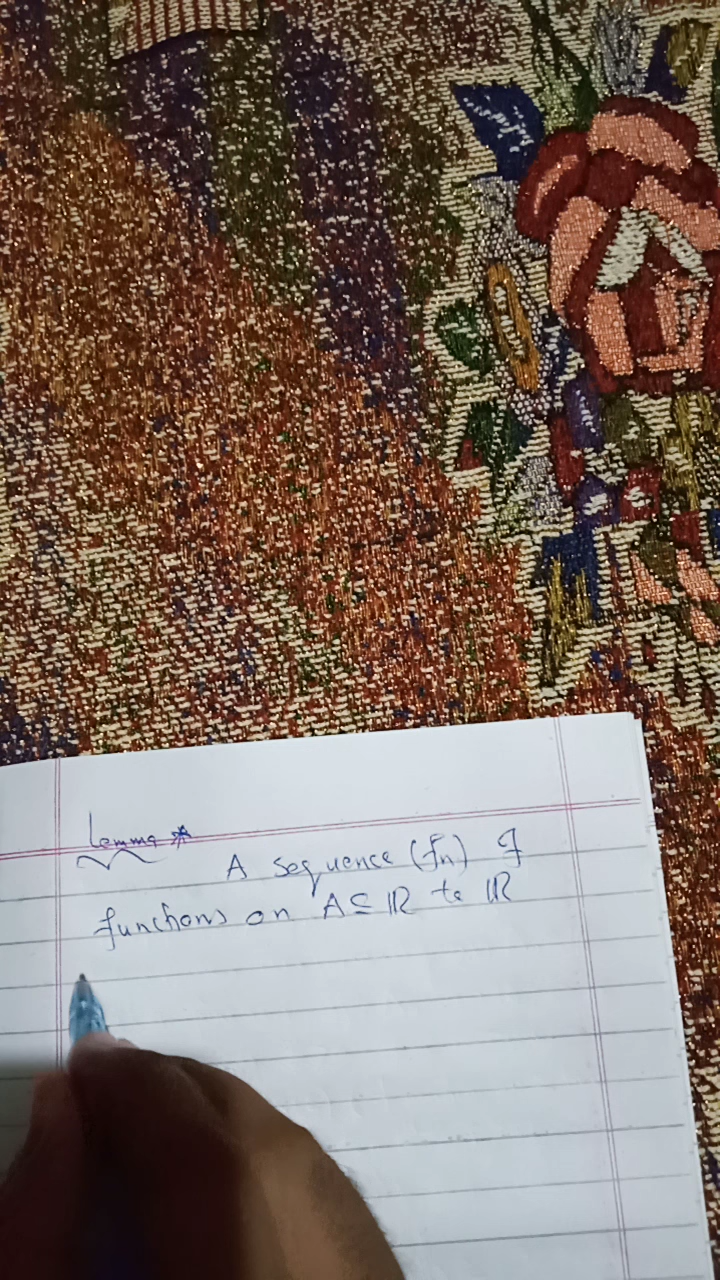 Lemma *
A sequence (fn) of
functions on A ⊆ ℝ to ℝ